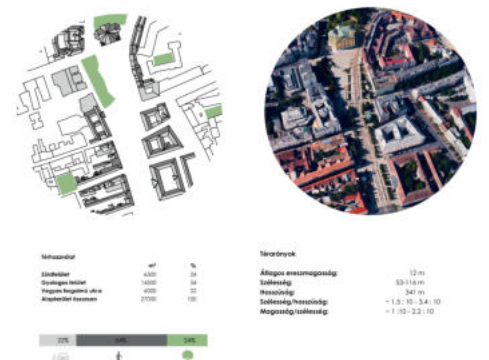 Térhasználat
m² %
Zöldfelület 6500 24
Gyalogos felület 14500 54
Vegyes forgalmú utca 6000 22
Alapterület összesen 27000 100
22% 54% 24%
Térarányok
Átlagos ereszmagasság: 12 m
Szélesség: 53-116 m
Hosszúság: 341 m
Szélesség/hosszúság: ~ 1,5 : 10 - 3,4 : 10
Magasság/szélesség: ~ 1 :10 - 2,2 : 10